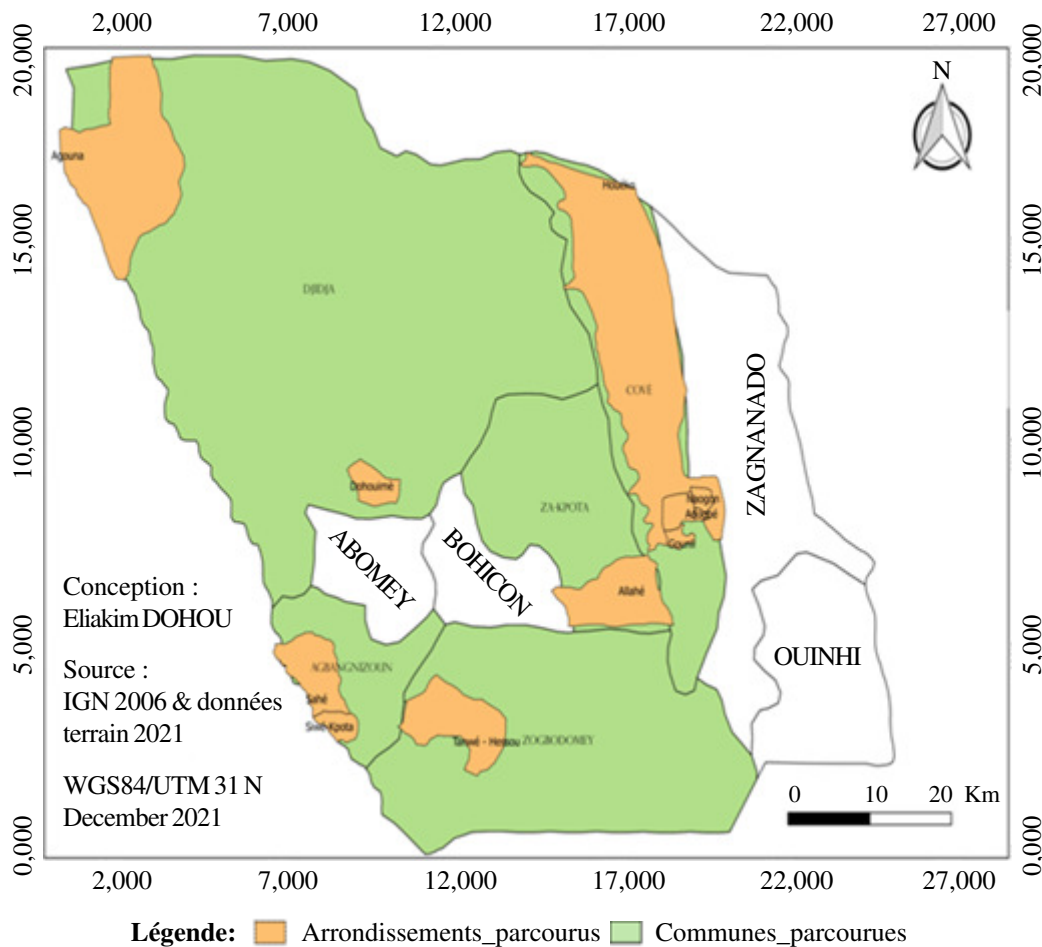 2,000 7,000 12,000 17,000 22,000 27,000
20,000 20,000
N
Agouna
Houéko
15,000 15,000
DJIDJA
COVÈ
ZAGNANADO
10,000 10,000
Dohouimè
ZA-KPOTA
Naogon
Adogbé
Gounli
ABOMEY
BOHICON
Allahé
Conception :
Eliakim DOHOU
5,000 5,000
OUINHI
Source :
IGN 2006 & données
terrain 2021
AGBANGNIZOUN
Sahé
Siwé-Kpota
Tanwé - Hessou
ZOGBODOMEY
WGS84/UTM 31 N
December 2021
0 10 20 Km
0,000 0,000
2,000 7,000 12,000 17,000 22,000 27,000
Légende: Arrondissements_parcourus Communes_parcourues